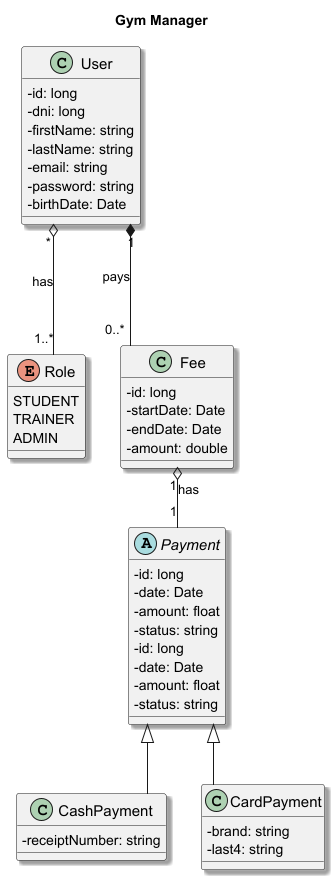 Gym Manager
C User
-id: long
-dni: long
-firstName: string
-lastName: string
-email: string
-password: string
-birthDate: Date
* 1
has
pays
1..*
0..*
E Role
STUDENT
TRAINER
ADMIN
C Fee
-id: long
-startDate: Date
-endDate: Date
-amount: double
1 has
1
A Payment
-id: long
-date: Date
-amount: float
-status: string
-id: long
-date: Date
-amount: float
-status: string
C CashPayment
-receiptNumber: string
C CardPayment
-brand: string
-last4: string